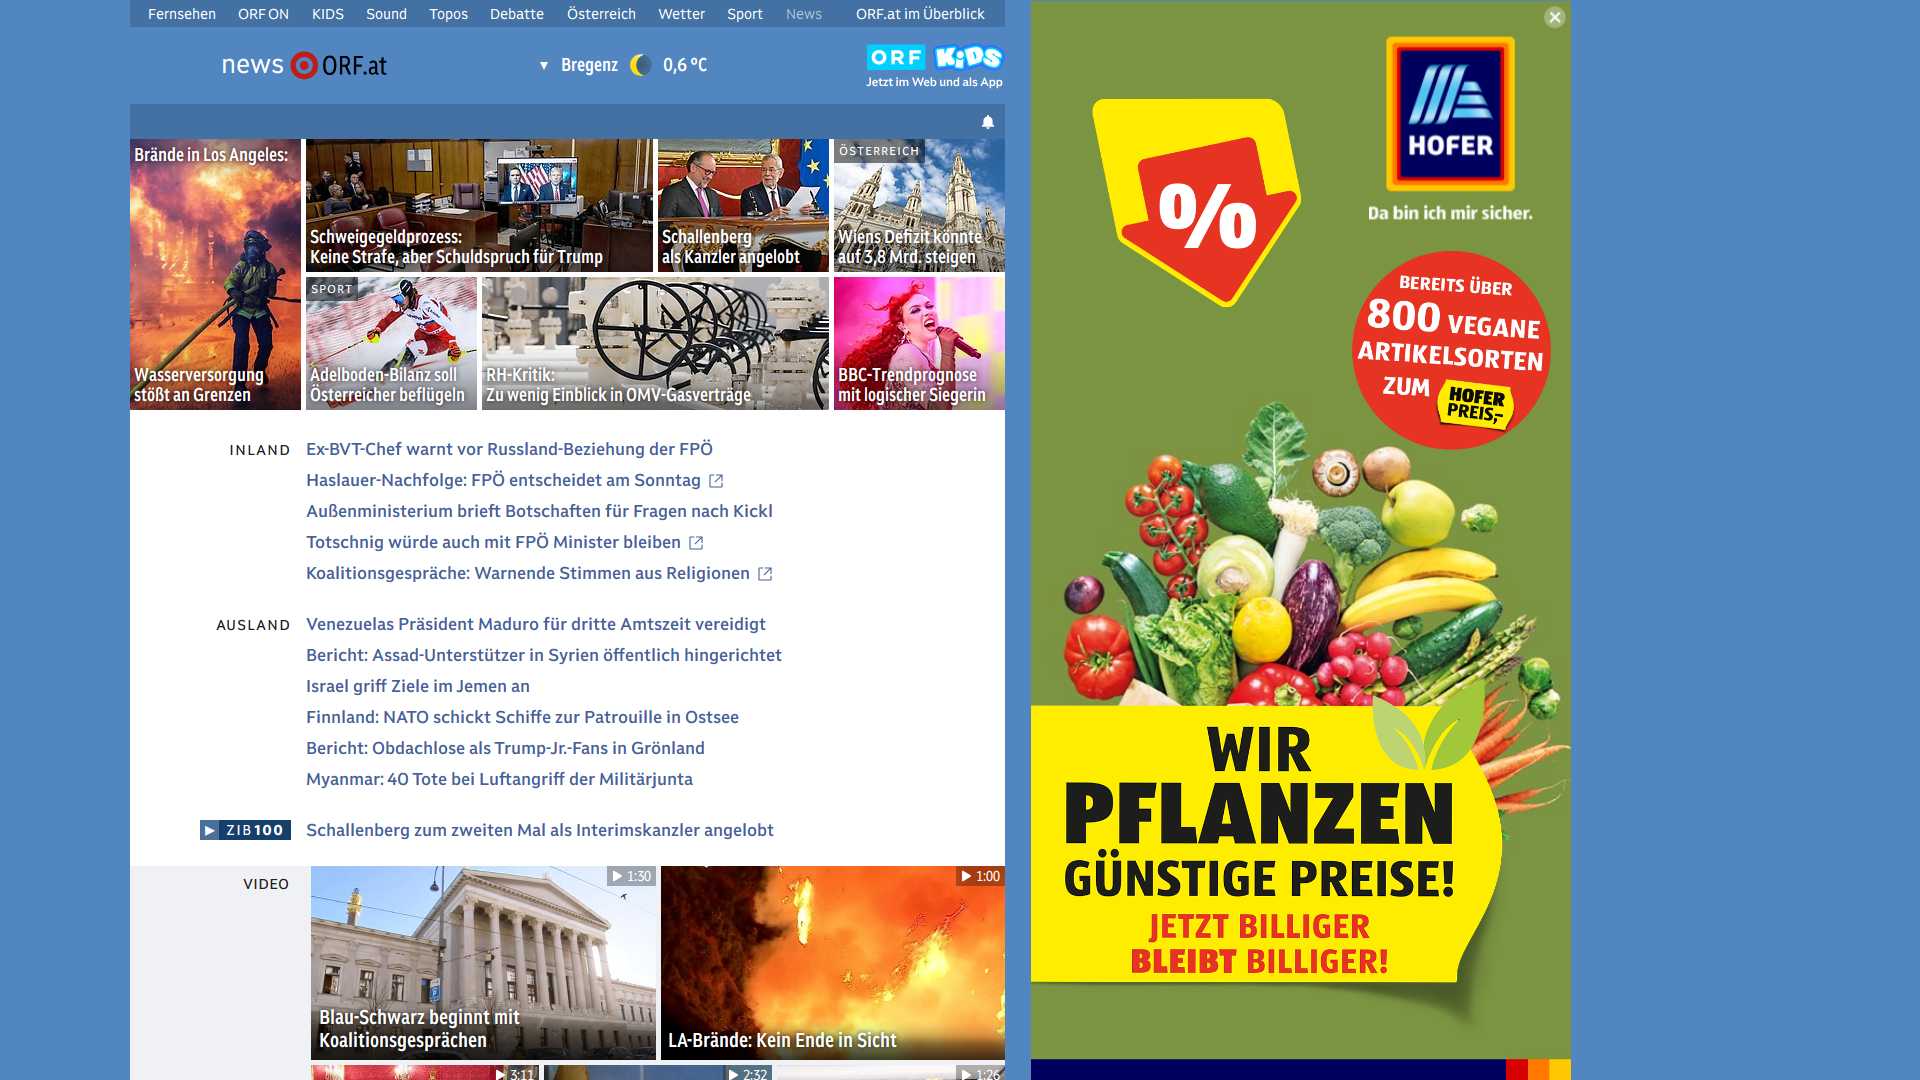 Fernsehen ORF ON KIDS Sound Topos Debatte Österreich Wetter Sport News ORF.at im Überblick
news ORF.at
Bregenz 0,6 °C
ORF KiDS
Jetzt im Web und als App
Brände in Los Angeles:
Wasserversorgung
stößt an Grenzen
Schweigegeldprozess:
Keine Strafe, aber Schuldspruch für Trump
Schallenberg
als Kanzler angelobt
ÖSTERREICH
Wiens Defizit könnte
auf 3,8 Mrd. steigen
SPORT
Adelboden-Bilanz soll
Österreicher beflügeln
RH-Kritik:
Zu wenig Einblick in OMV-Gasverträge
BBC-Trendprognose
mit logischer Siegerin
INLAND
Ex-BVT-Chef warnt vor Russland-Beziehung der FPÖ
Haslauer-Nachfolge: FPÖ entscheidet am Sonntag
Außenministerium brieft Botschaften für Fragen nach Kickl
Totschnig würde auch mit FPÖ Minister bleiben
Koalitionsgespräche: Warnende Stimmen aus Religionen
AUSLAND
Venezuelas Präsident Maduro für dritte Amtszeit vereidigt
Bericht: Assad-Unterstützer in Syrien öffentlich hingerichtet
Israel griff Ziele im Jemen an
Finnland: NATO schickt Schiffe zur Patrouille in Ostsee
Bericht: Obdachlose als Trump-Jr.-Fans in Grönland
Myanmar: 40 Tote bei Luftangriff der Militärjunta
ZIB100
Schallenberg zum zweiten Mal als Interimskanzler angelobt
VIDEO
1:30
Blau-Schwarz beginnt mit
Koalitionsgesprächen
1:00
LA-Brände: Kein Ende in Sicht
3:11
2:32
1:26
%
HOFER
Da bin ich mir sicher.
BEREITS ÜBER
800 VEGANE
ARTIKELSORTEN
ZUM
HOFER
PREIS,-
WIR
PFLANZEN
GÜNSTIGE PREISE!
JETZT BILLIGER
BLEIBT BILLIGER!